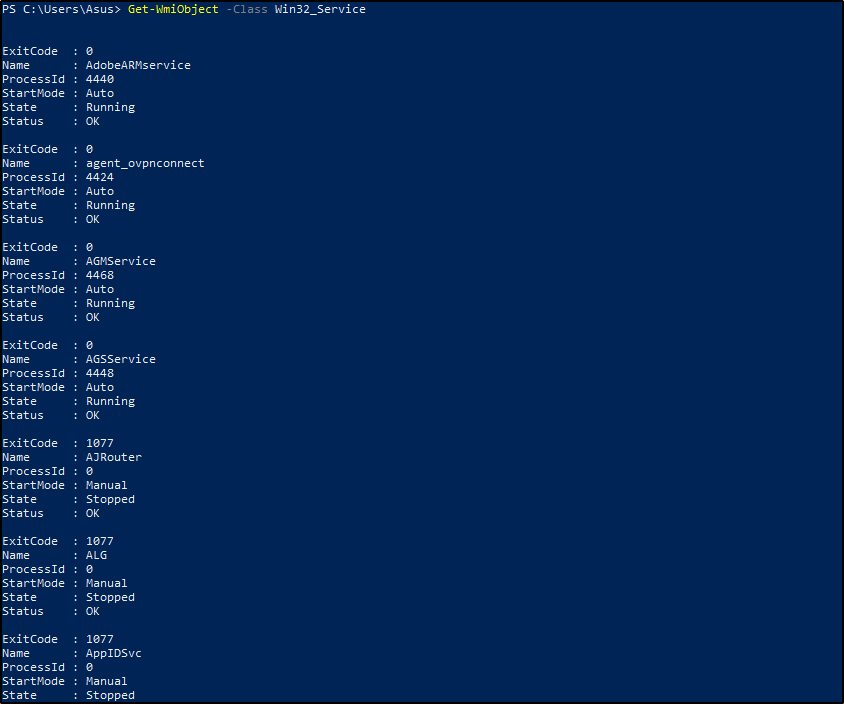 PS C:\Users\Asus> Get-WmiObject -Class Win32_Service
ExitCode  : 0
Name      : AdobeARMservice
ProcessId : 4440
StartMode : Auto
State     : Running
Status    : OK
ExitCode  : 0
Name      : agent_ovpnconnect
ProcessId : 4424
StartMode : Auto
State     : Running
Status    : OK
ExitCode  : 0
Name      : AGMService
ProcessId : 4468
StartMode : Auto
State     : Running
Status    : OK
ExitCode  : 0
Name      : AGSService
ProcessId : 4448
StartMode : Auto
State     : Running
Status    : OK
ExitCode  : 1077
Name      : AJRouter
ProcessId : 0
StartMode : Manual
State     : Stopped
Status    : OK
ExitCode  : 1077
Name      : ALG
ProcessId : 0
StartMode : Manual
State     : Stopped
Status    : OK
ExitCode  : 1077
Name      : AppIDSvc
ProcessId : 0
StartMode : Manual
State     : Stopped